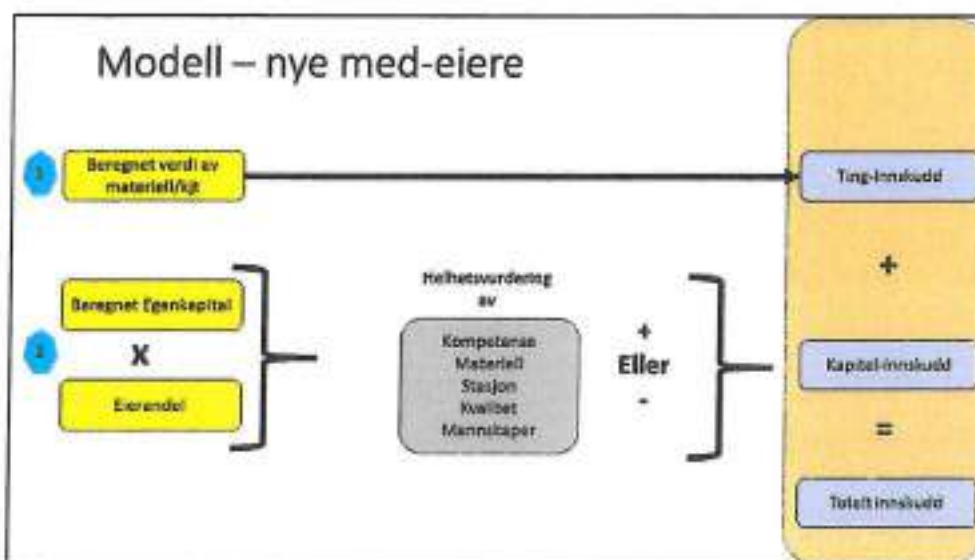 Modell – nye med-eiere
1
Beregnet verdi av
materiell/kjt
Ting-Innskudd
+
Beregnet Egenkapital
2
X
Eierandel
Helhetsvurdering
av
Kompetanse
Materiell
Stasjon
Kvalitet
Mannskaper
+
Eller
-
Kapital-innskudd
=
Totalt innskudd